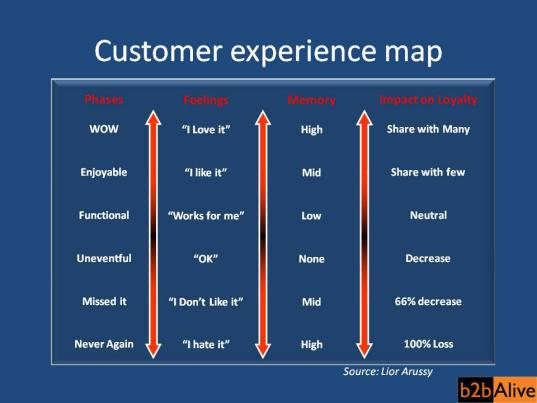 Customer experience map
Phases Feelings Memory Impact on Loyalty
WOW “I Love it” High Share with Many
Enjoyable “I like it” Mid Share with few
Functional “Works for me” Low Neutral
Uneventful “OK” None Decrease
Missed it “I Don’t Like it” Mid 66% decrease
Never Again “I hate it” High 100% Loss
Source: Lior Arussy
b2bAlive